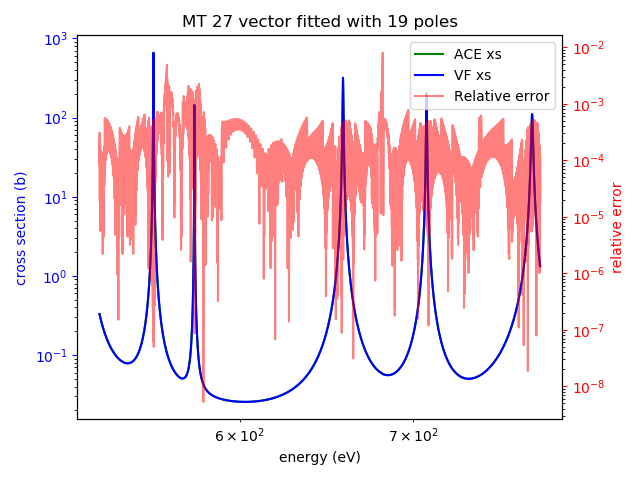 MT 27 vector fitted with 19 poles
ACE xs
VF xs
Relative error
10³
10²
10¹
10⁰
10⁻¹
cross section (b)
10⁻²
10⁻³
10⁻⁴
10⁻⁵
10⁻⁶
10⁻⁷
10⁻⁸
relative error
6 × 10² 7 × 10²
energy (eV)